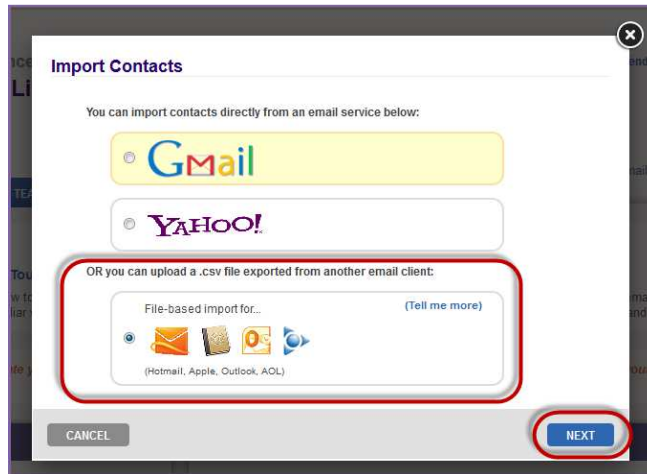 Import Contacts
You can import contacts directly from an email service below:
Gmail
YAHOO!
OR you can upload a .csv file exported from another email client:
File-based import for...
(Tell me more)
(Hotmail, Apple, Outlook, AOL)
CANCEL
NEXT